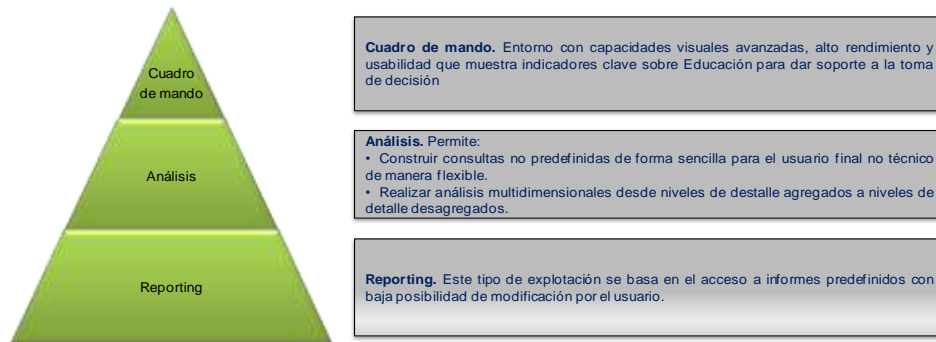 Cuadro
de mando
Cuadro de mando. Entorno con capacidades visuales avanzadas, alto rendimiento y
usabilidad que muestra indicadores clave sobre Educación para dar soporte a la toma
de decisión
Análisis
Análisis. Permite:
• Construir consultas no predefinidas de forma sencilla para el usuario final no técnico
de manera flexible.
• Realizar análisis multidimensionales desde niveles de destalle agregados a niveles de
detalle desagregados.
Reporting
Reporting. Este tipo de explotación se basa en el acceso a informes predefinidos con
baja posibilidad de modificación por el usuario.